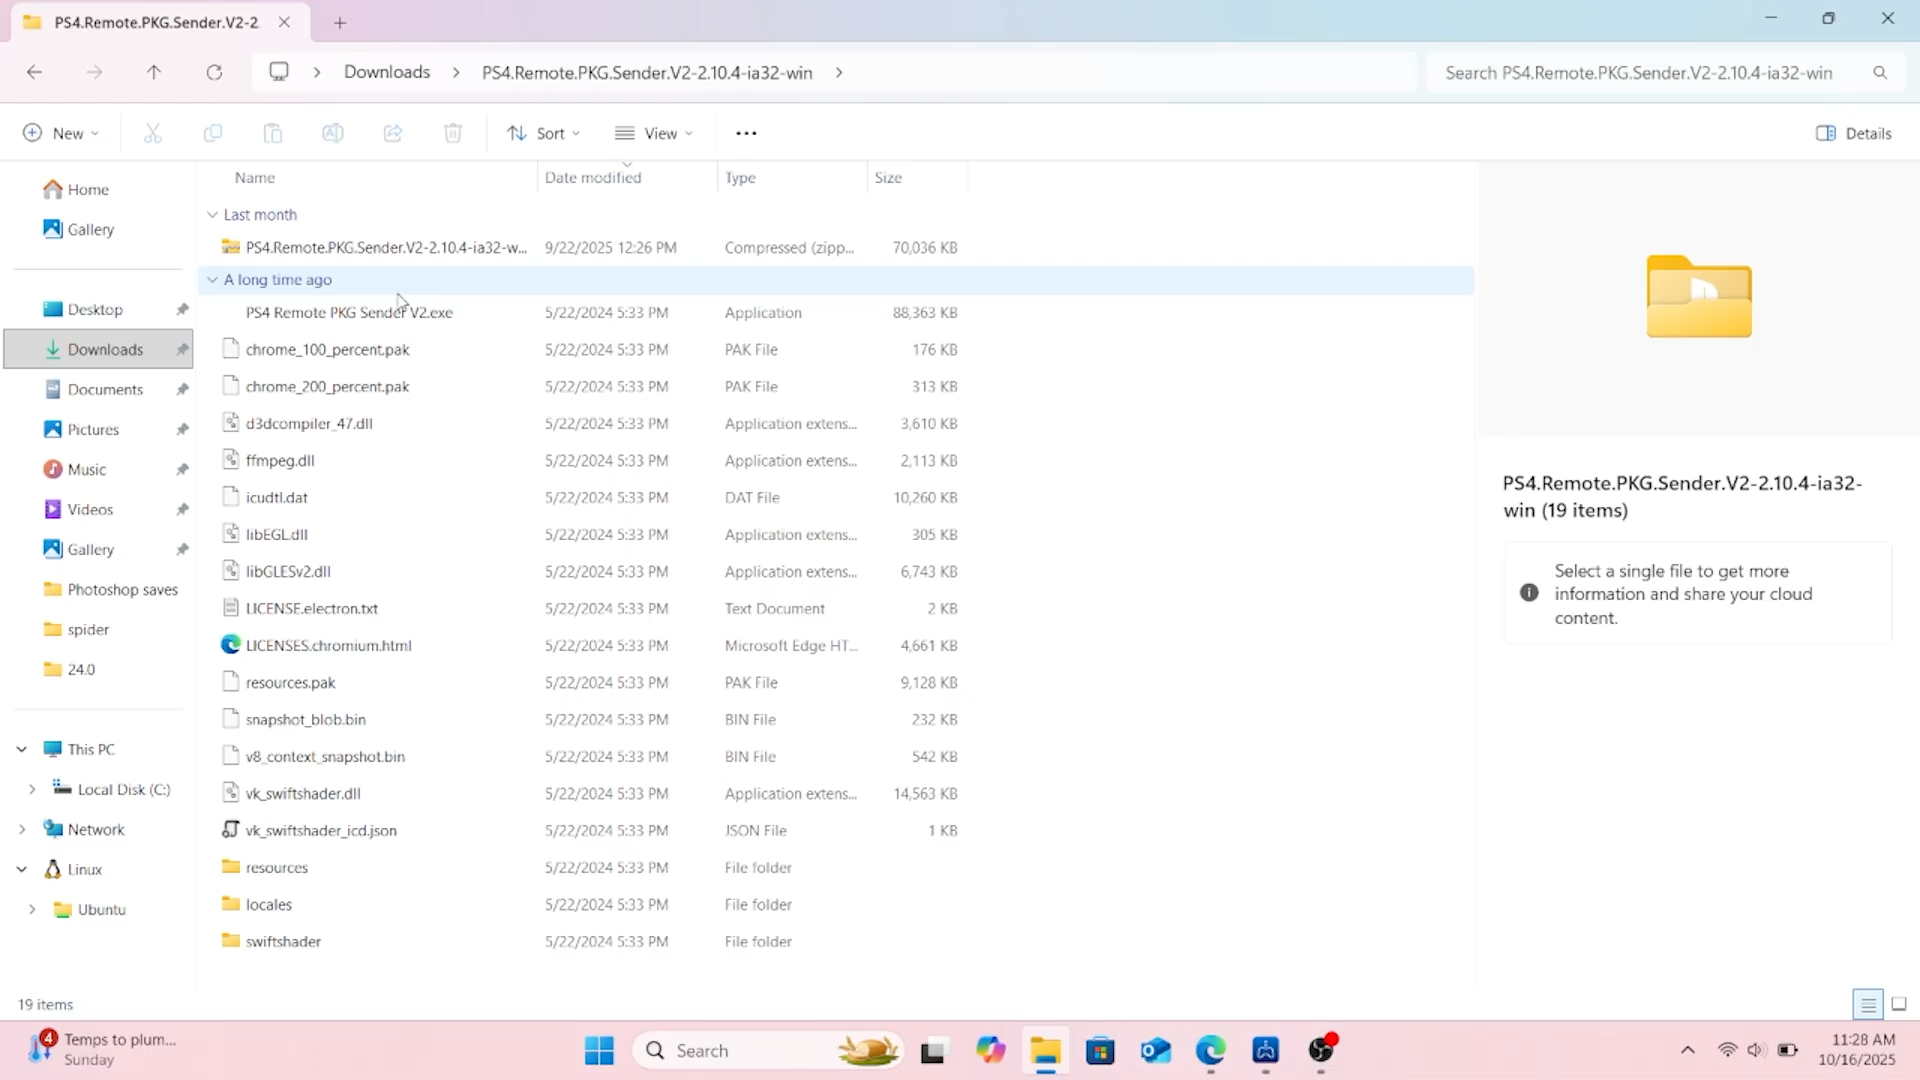 PS4.Remote.PKG.Sender.V2-2
Downloads
PS4.Remote.PKG.Sender.V2-2.10.4-ia32-win
Search PS4.Remote.PKG.Sender.V2-2.10.4-ia32-win
New
Sort
View
Details
Name Date modified Type Size
Last month
PS4.Remote.PKG.Sender.V2-2.10.4-ia32-w... 9/22/2025 12:26 PM Compressed (zipp... 70,036 KB
A long time ago
PS4 Remote PKG Sender V2.exe 5/22/2024 5:33 PM Application 88,363 KB
chrome_100_percent.pak 5/22/2024 5:33 PM PAK File 176 KB
chrome_200_percent.pak 5/22/2024 5:33 PM PAK File 313 KB
d3dcompiler_47.dll 5/22/2024 5:33 PM Application extens... 3,610 KB
ffmpeg.dll 5/22/2024 5:33 PM Application extens... 2,113 KB
icudtl.dat 5/22/2024 5:33 PM DAT File 10,260 KB
libEGL.dll 5/22/2024 5:33 PM Application extens... 305 KB
libGLESv2.dll 5/22/2024 5:33 PM Application extens... 6,743 KB
LICENSE.electron.txt 5/22/2024 5:33 PM Text Document 2 KB
LICENSES.chromium.html 5/22/2024 5:33 PM Microsoft Edge HT... 4,661 KB
resources.pak 5/22/2024 5:33 PM PAK File 9,128 KB
snapshot_blob.bin 5/22/2024 5:33 PM BIN File 232 KB
v8_context_snapshot.bin 5/22/2024 5:33 PM BIN File 542 KB
vk_swiftshader.dll 5/22/2024 5:33 PM Application extens... 14,563 KB
vk_swiftshader_icd.json 5/22/2024 5:33 PM JSON File 1 KB
resources 5/22/2024 5:33 PM File folder
locales 5/22/2024 5:33 PM File folder
swiftshader 5/22/2024 5:33 PM File folder
Home
Gallery
Desktop
Downloads
Documents
Pictures
Music
Videos
Gallery
Photoshop saves
spider
24.0
This PC
Local Disk (C:)
Network
Linux
Ubuntu
PS4.Remote.PKG.Sender.V2-2.10.4-ia32-
win (19 items)
Select a single file to get more
information and share your cloud
content.
19 items
4
Temps to plum...
Sunday
Search
11:28 AM
10/16/2025